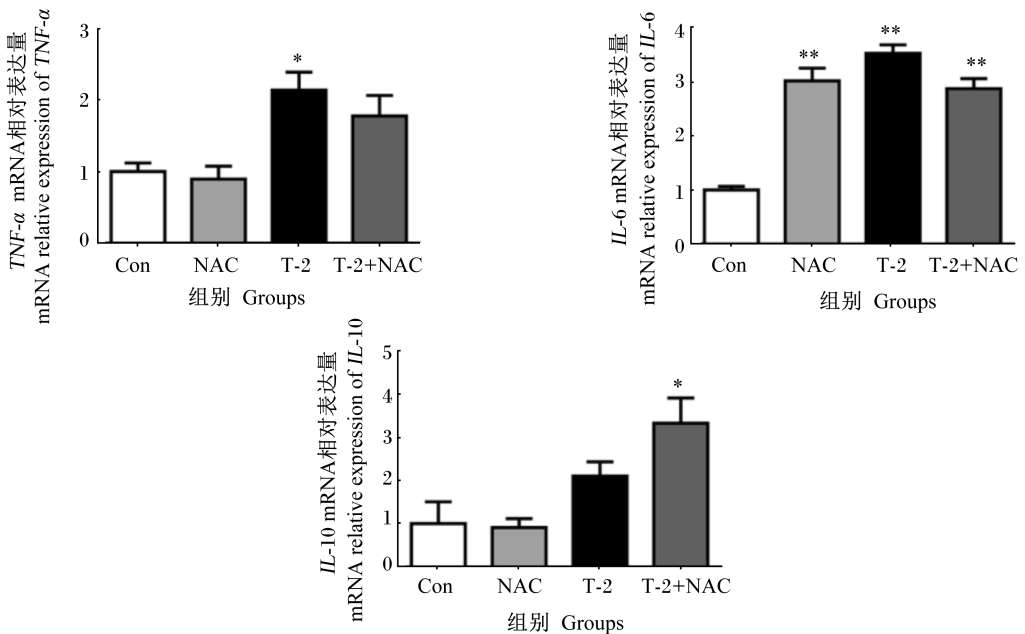 TNF-α mRNA相对表达量
mRNA relative expression of TNF-α
3
2
1
0
*
Con NAC T-2 T-2+NAC
组别 Groups
IL-6 mRNA相对表达量
mRNA relative expression of IL-6
4
3
2
1
0
** ** **
Con NAC T-2 T-2+NAC
组别 Groups
IL-10 mRNA相对表达量
mRNA relative expression of IL-10
5
4
3
2
1
0
*
Con NAC T-2 T-2+NAC
组别 Groups